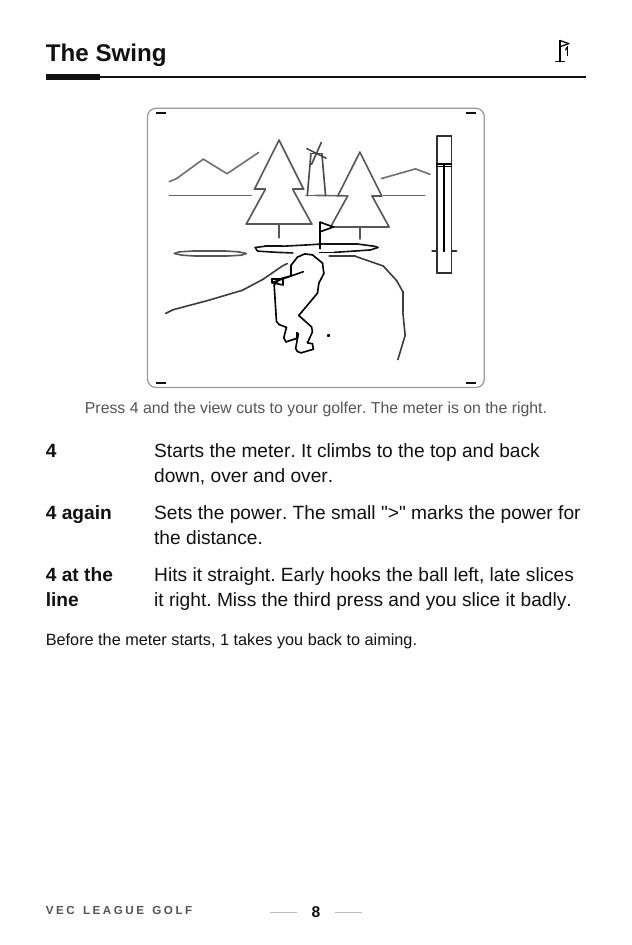 The Swing
1
Press 4 and the view cuts to your golfer. The meter is on the right.
4 Starts the meter. It climbs to the top and back
down, over and over.
4 again Sets the power. The small ">" marks the power for
the distance.
4 at the Hits it straight. Early hooks the ball left, late slices
line it right. Miss the third press and you slice it badly.
Before the meter starts, 1 takes you back to aiming.
VEC LEAGUE GOLF 8